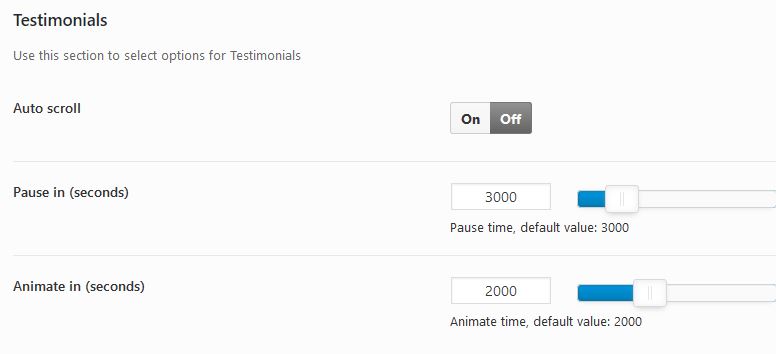 Testimonials
Use this section to select options for Testimonials
Auto scroll
On Off
Pause in (seconds)
3000
Pause time, default value: 3000
Animate in (seconds)
2000
Animate time, default value: 2000